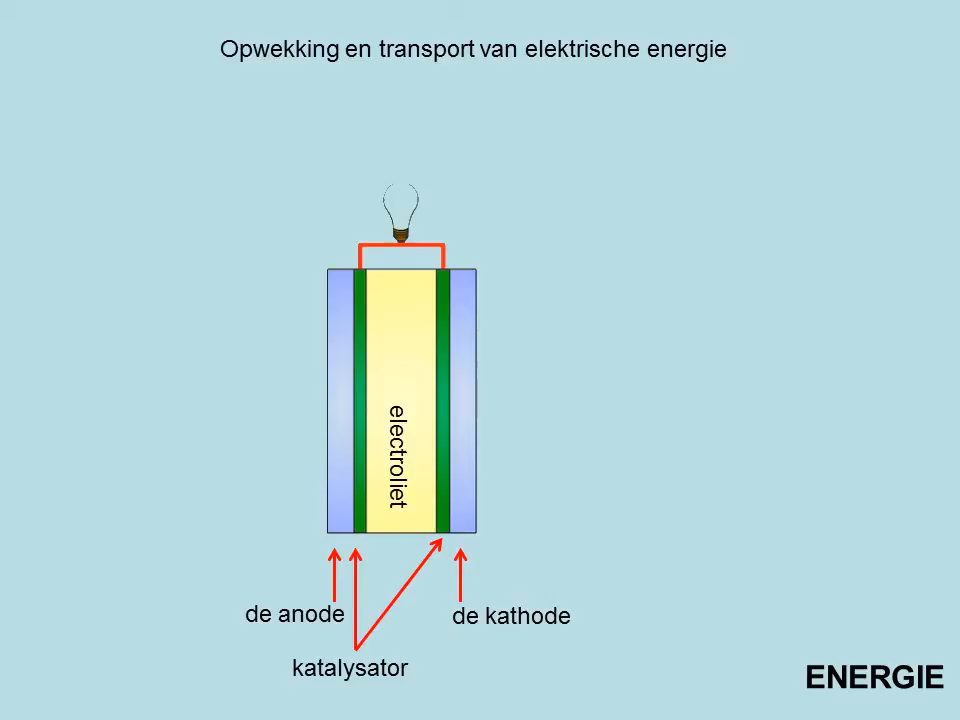 Opwekking en transport van elektrische energie
electroliet
de anode
de kathode
katalysator
ENERGIE